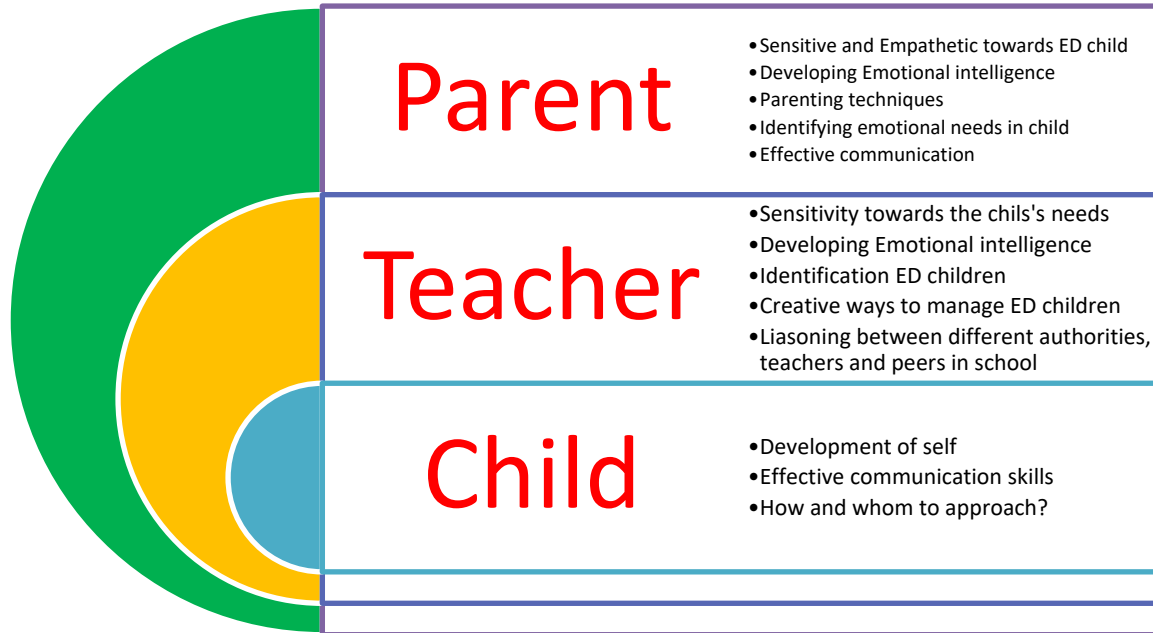 Parent
•Sensitive and Empathetic towards ED child
•Developing Emotional intelligence
•Parenting techniques
•Identifying emotional needs in child
•Effective communication
Teacher
•Sensitivity towards the chils's needs
•Developing Emotional intelligence
•Identification ED children
•Creative ways to manage ED children
•Liasoning between different authorities,
teachers and peers in school
Child
•Development of self
•Effective communication skills
•How and whom to approach?